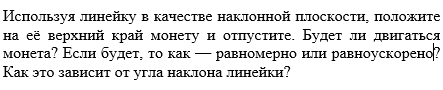 Используя линейку в качестве наклонной плоскости, положите
на её верхний край монету и отпустите. Будет ли двигаться
монета? Если будет, то как — равномерно или равноускорено?
Как это зависит от угла наклона линейки?